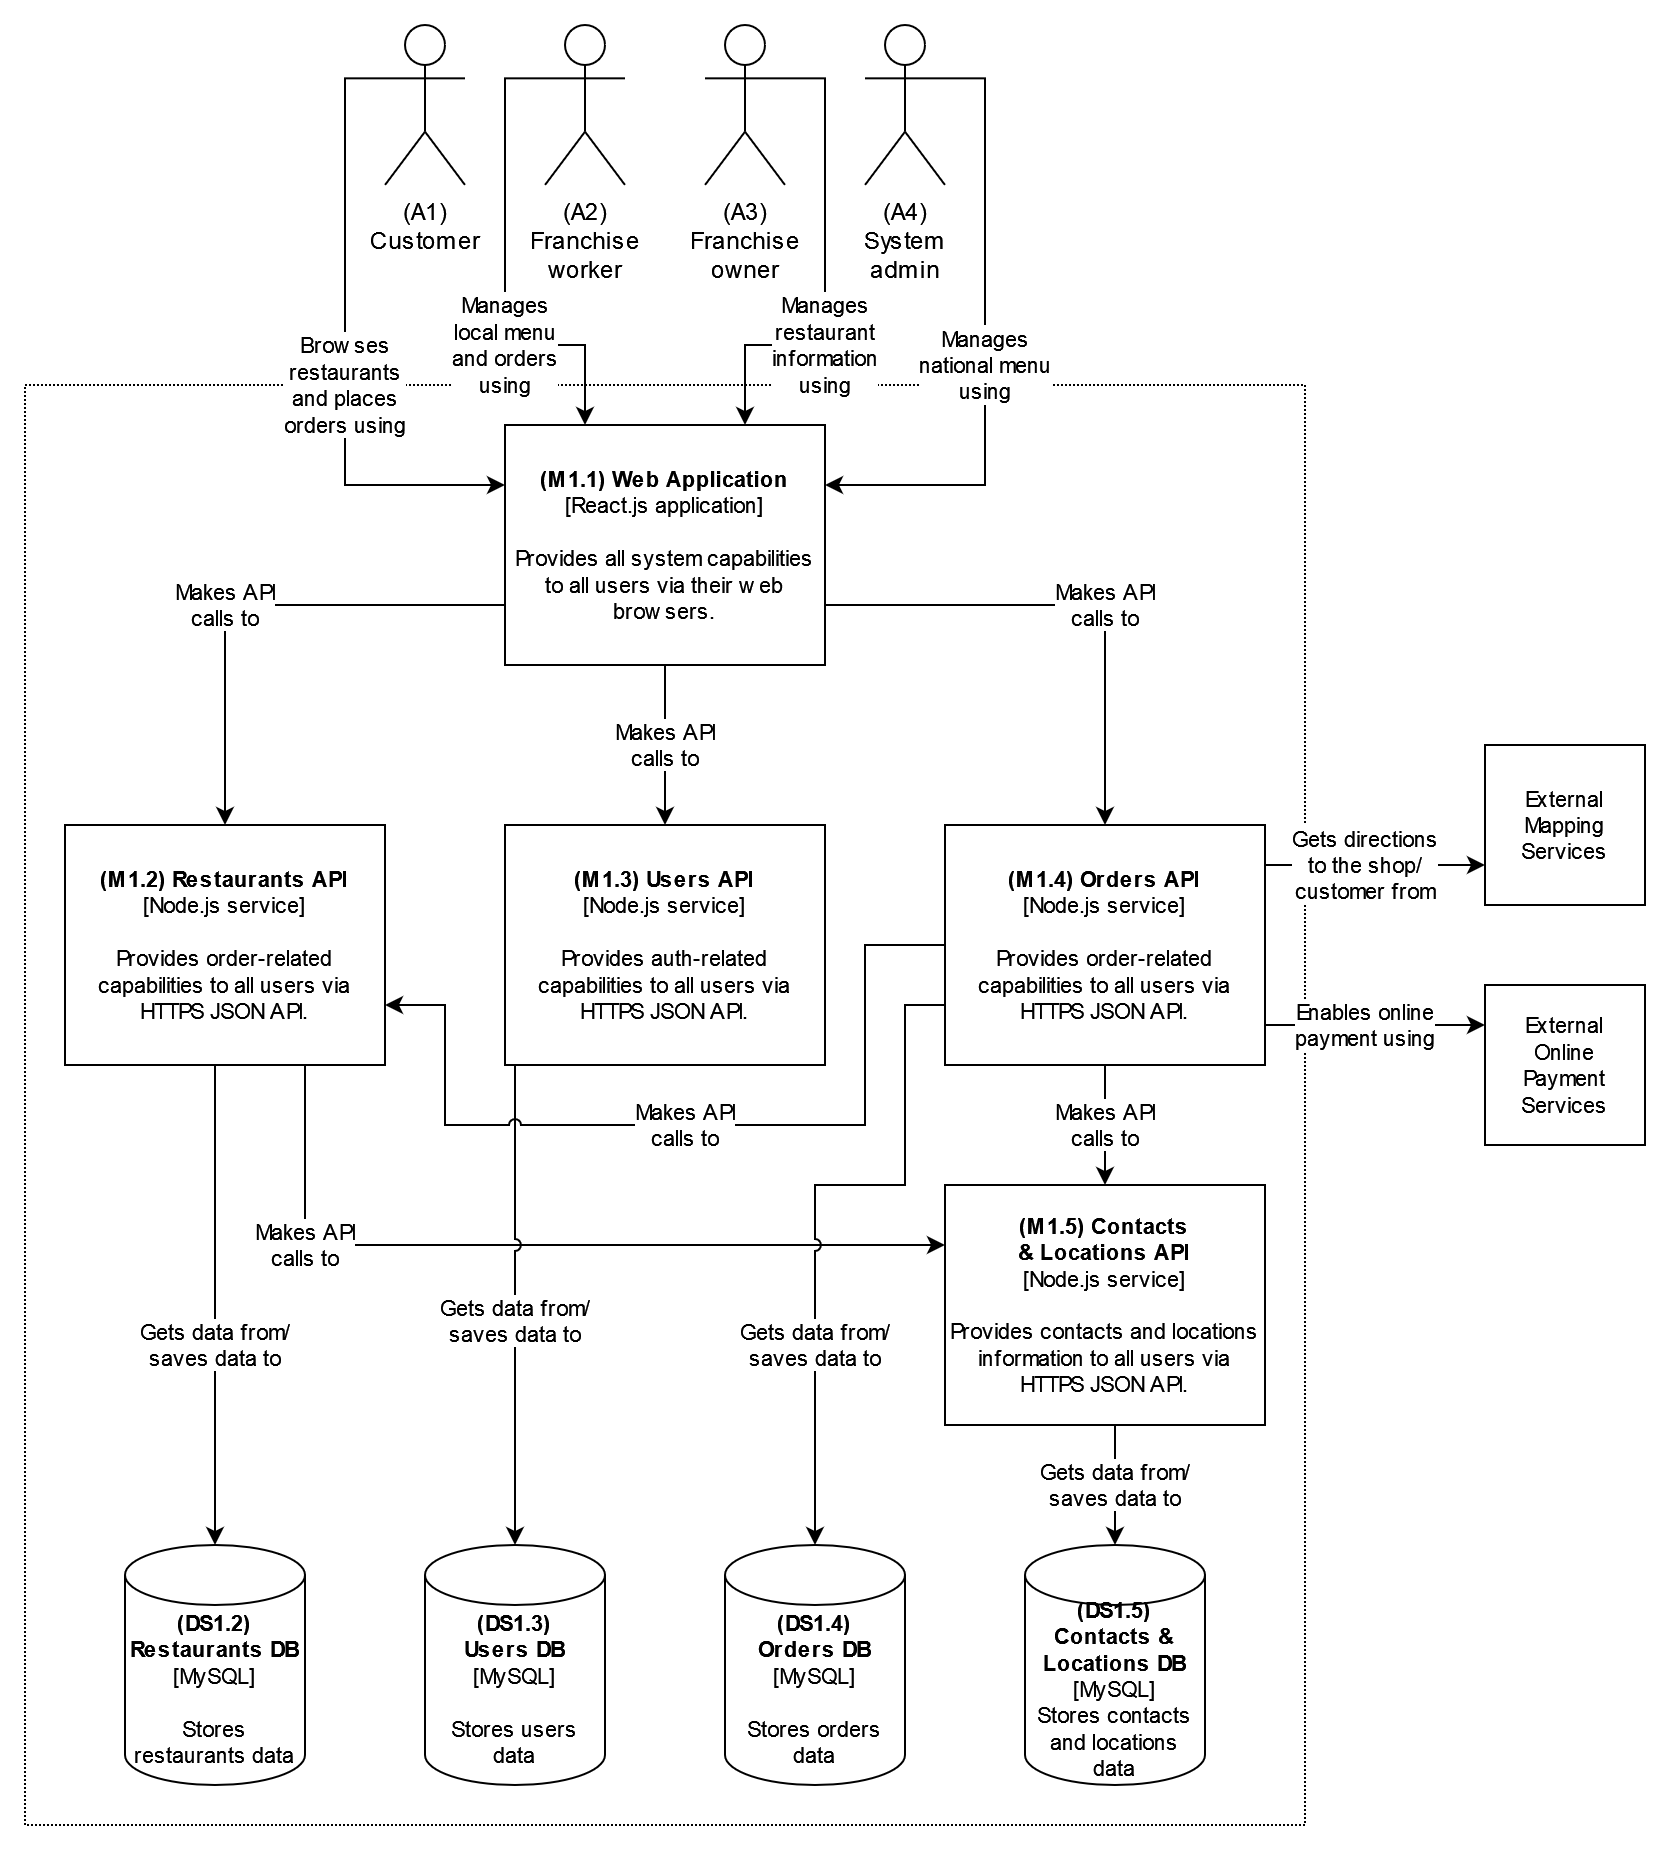 (A1)
Customer
(A2)
Franchise
worker
(A3)
Franchise
owner
(A4)
System
admin
Browses
restaurants
and places
orders using
Manages
local menu
and orders
using
Manages
restaurant
information
using
Manages
national menu
using
(M1.1) Web Application
[React.js application]
Provides all system capabilities
to all users via their web
browsers.
Makes API
calls to
Makes API
calls to
Makes API
calls to
(M1.2) Restaurants API
[Node.js service]
Provides order-related
capabilities to all users via
HTTPS JSON API.
(M1.3) Users API
[Node.js service]
Provides auth-related
capabilities to all users via
HTTPS JSON API.
(M1.4) Orders API
[Node.js service]
Provides order-related
capabilities to all users via
HTTPS JSON API.
Gets directions
to the shop/
customer from
External
Mapping
Services
Enables online
payment using
External
Online
Payment
Services
Makes API
calls to
Makes API
calls to
Makes API
calls to
(M1.5) Contacts
& Locations API
[Node.js service]
Provides contacts and locations
information to all users via
HTTPS JSON API.
Gets data from/
saves data to
Gets data from/
saves data to
Gets data from/
saves data to
Gets data from/
saves data to
(DS1.2)
Restaurants DB
[MySQL]
Stores
restaurants data
(DS1.3)
Users DB
[MySQL]
Stores users
data
(DS1.4)
Orders DB
[MySQL]
Stores orders
data
(DS1.5)
Contacts &
Locations DB
[MySQL]
Stores contacts
and locations
data